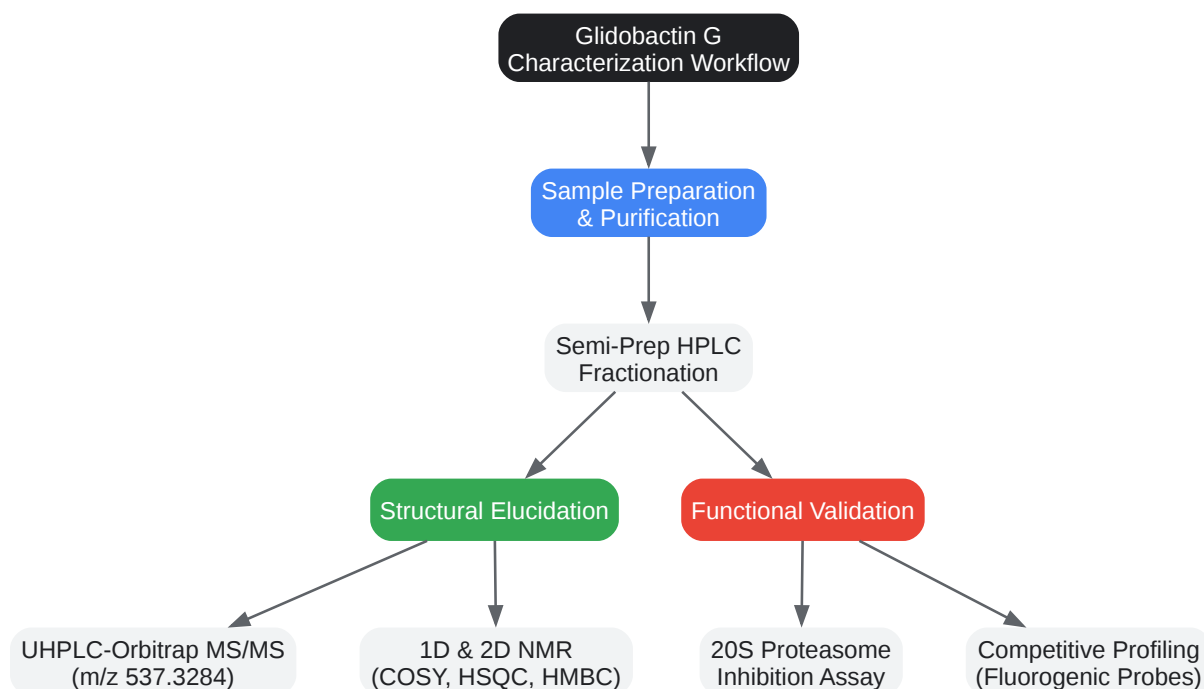 Glidobactin G
Characterization Workflow
Sample Preparation
& Purification
Semi-Prep HPLC
Fractionation
Structural Elucidation
Functional Validation
UHPLC-Orbitrap MS/MS
(m/z 537.3284)
1D & 2D NMR
(COSY, HSQC, HMBC)
20S Proteasome
Inhibition Assay
Competitive Profiling
(Fluorogenic Probes)